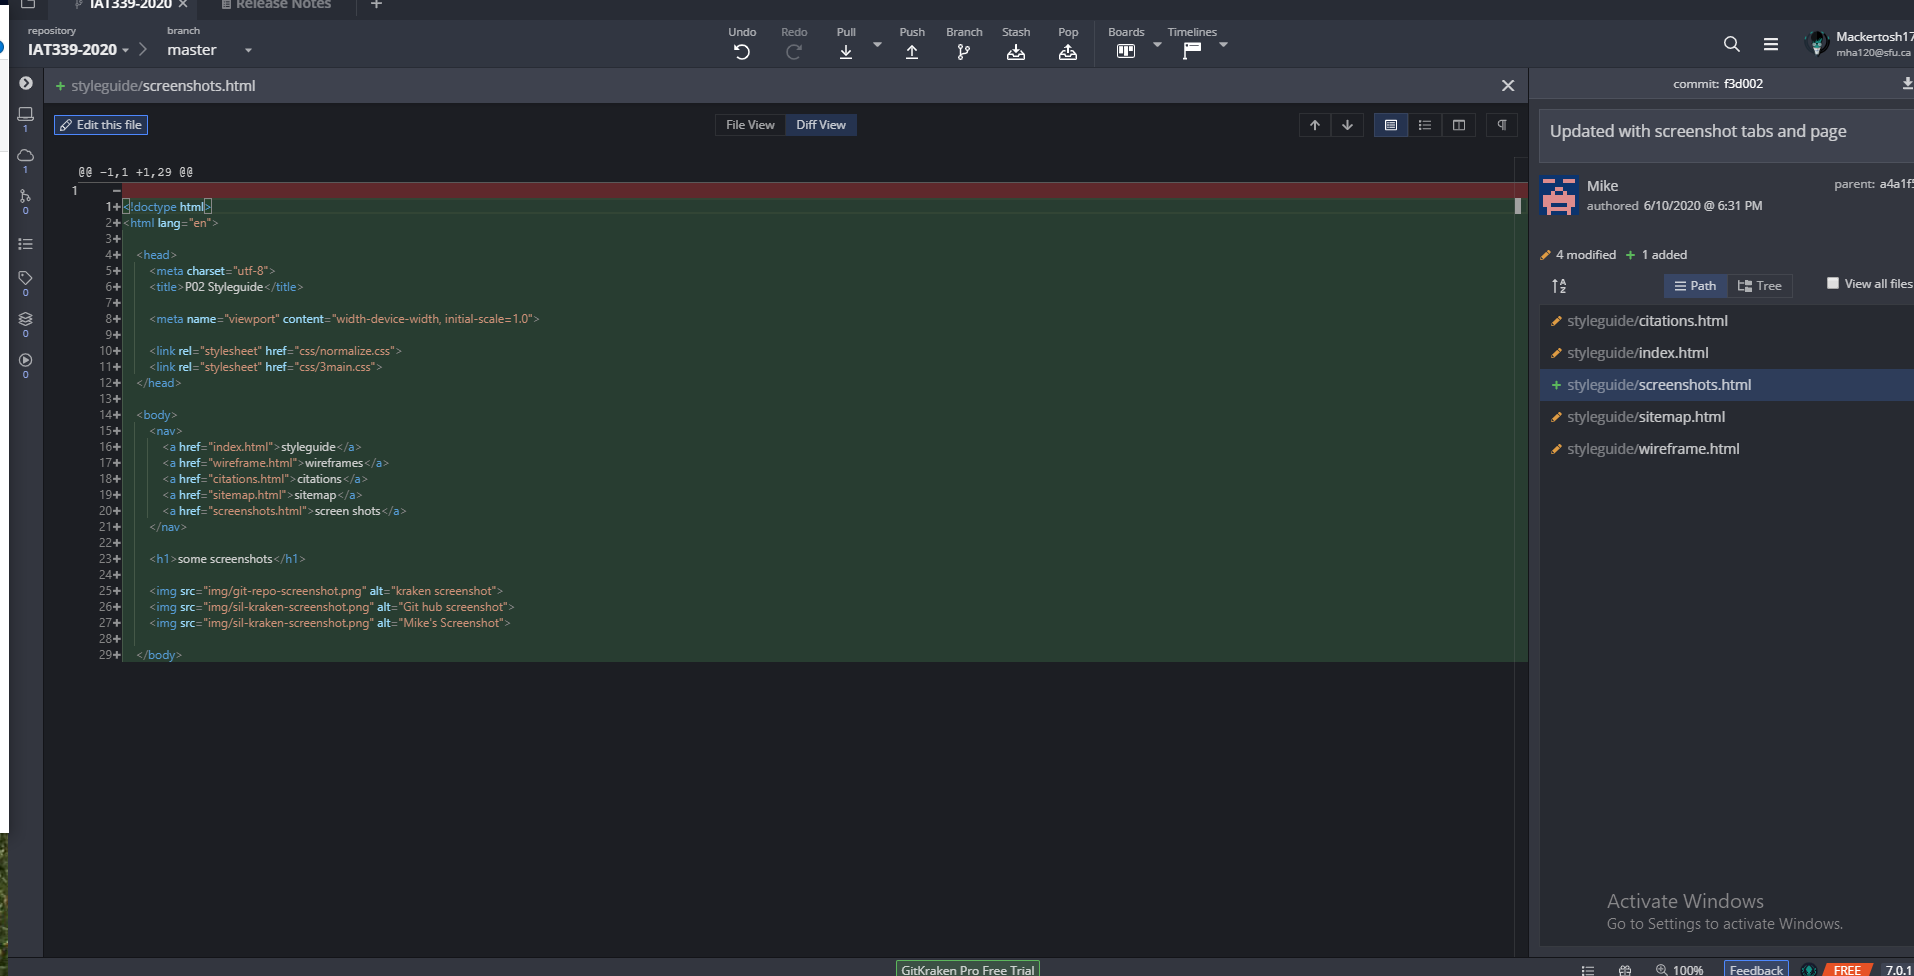 IAT339-2020
Release Notes
repository
IAT339-2020
branch
master
Undo
Redo
Pull
Push
Branch
Stash
Pop
Boards
Timelines
Mackertosh17
mha120@sfu.ca
+ styleguide/screenshots.html
Edit this file
File View
Diff View
@@ -1,1 +1,29 @@
1 −
1+ <!doctype html>
2+ <html lang="en">
3+
4+ <head>
5+ <meta charset="utf-8">
6+ <title>P02 Styleguide</title>
7+
8+ <meta name="viewport" content="width-device-width, initial-scale=1.0">
9+
10+ <link rel="stylesheet" href="css/normalize.css">
11+ <link rel="stylesheet" href="css/3main.css">
12+ </head>
13+
14+ <body>
15+ <nav>
16+ <a href="index.html">styleguide</a>
17+ <a href="wireframe.html">wireframes</a>
18+ <a href="citations.html">citations</a>
19+ <a href="sitemap.html">sitemap</a>
20+ <a href="screenshots.html">screen shots</a>
21+ </nav>
22+
23+ <h1>some screenshots</h1>
24+
25+ <img src="img/git-repo-screenshot.png" alt="kraken screenshot">
26+ <img src="img/sil-kraken-screenshot.png" alt="Git hub screenshot">
27+ <img src="img/sil-kraken-screenshot.png" alt="Mike's Screenshot">
28+
29+ </body>
1
1
0
0
0
0
commit: f3d002
Updated with screenshot tabs and page
Mike
authored 6/10/2020 @ 6:31 PM
parent: a4a1f
4 modified + 1 added
Path
Tree
View all files
styleguide/citations.html
styleguide/index.html
+ styleguide/screenshots.html
styleguide/sitemap.html
styleguide/wireframe.html
Activate Windows
Go to Settings to activate Windows.
GitKraken Pro Free Trial
100%
Feedback
FREE
7.0.1